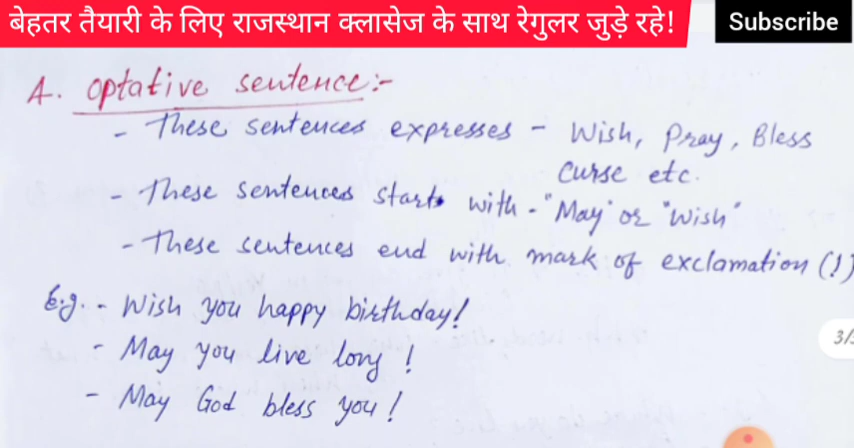 बेहतर तैयारी के लिए राजस्थान क्लासेज के साथ रेगुलर जुड़े रहे!
Subscribe
A. Optative sentence:-
- These sentences expresses - Wish, Pray, Bless
Curse etc.
- These sentences start with - "May" or "Wish"
- These sentences end with mark of exclamation (!)
E.g. - Wish you happy birthday!
- May you live long !
- May God bless you !